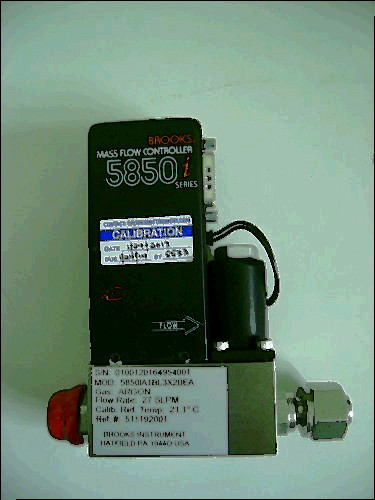 BROOKS
MASS FLOW CONTROLLER
5850 i
SERIES
CALIBRATION
DATE
DUE BY
FLOW
S/N: 0100120164954001
MOD: 5850IA1BL3X2DEA
Gas: ARGON
Flow Rate: 27 SLPM
Calib. Ref. Temp: 21.1° C
Ref #: 511192001
BROOKS INSTRUMENT
HATFIELD PA 19440 USA